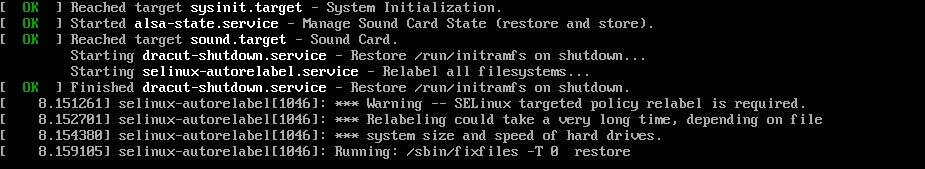 [  OK  ] Reached target sysinit.target - System Initialization.
[  OK  ] Started alsa-state.service - Manage Sound Card State (restore and store).
[  OK  ] Reached target sound.target - Sound Card.
         Starting dracut-shutdown.service - Restore /run/initramfs on shutdown...
         Starting selinux-autorelabel.service - Relabel all filesystems...
[  OK  ] Finished dracut-shutdown.service - Restore /run/initramfs on shutdown.
[    8.151261] selinux-autorelabel[1046]: *** Warning -- SELinux targeted policy relabel is required.
[    8.152701] selinux-autorelabel[1046]: *** Relabeling could take a very long time, depending on file
[    8.154380] selinux-autorelabel[1046]: *** system size and speed of hard drives.
[    8.159105] selinux-autorelabel[1046]: Running: /sbin/fixfiles -T 0  restore